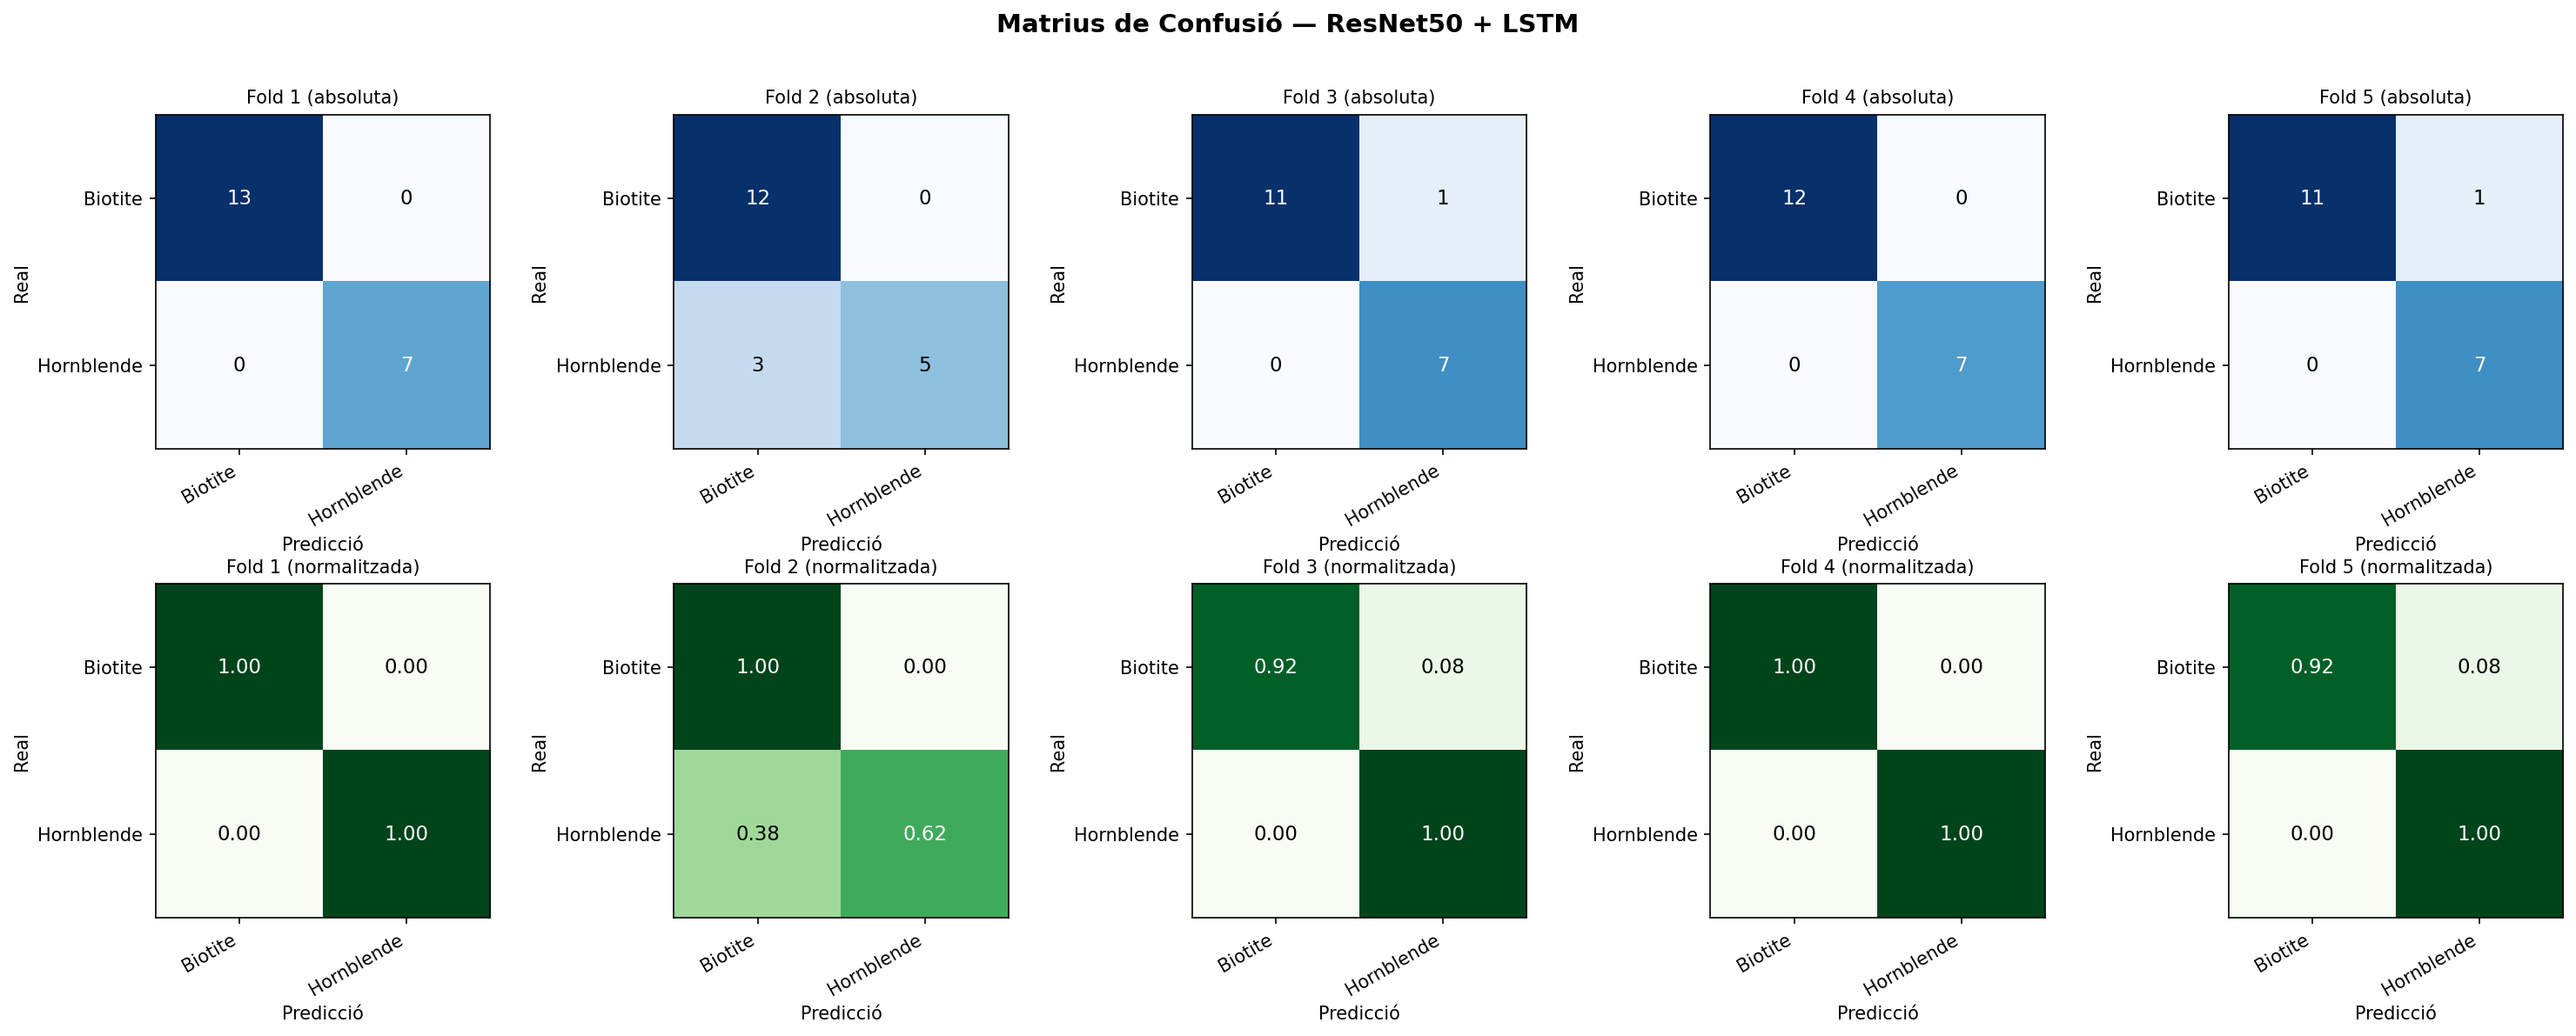 Matrius de Confusió — ResNet50 + LSTM
Fold 1 (absoluta)
Real
Biotite
13
0
Hornblende
0
7
Biotite
Hornblende
Predicció
Fold 2 (absoluta)
Real
Biotite
12
0
Hornblende
3
5
Biotite
Hornblende
Predicció
Fold 3 (absoluta)
Real
Biotite
11
1
Hornblende
0
7
Biotite
Hornblende
Predicció
Fold 4 (absoluta)
Real
Biotite
12
0
Hornblende
0
7
Biotite
Hornblende
Predicció
Fold 5 (absoluta)
Real
Biotite
11
1
Hornblende
0
7
Biotite
Hornblende
Predicció
Fold 1 (normalitzada)
Real
Biotite
1.00
0.00
Hornblende
0.00
1.00
Biotite
Hornblende
Predicció
Fold 2 (normalitzada)
Real
Biotite
1.00
0.00
Hornblende
0.38
0.62
Biotite
Hornblende
Predicció
Fold 3 (normalitzada)
Real
Biotite
0.92
0.08
Hornblende
0.00
1.00
Biotite
Hornblende
Predicció
Fold 4 (normalitzada)
Real
Biotite
1.00
0.00
Hornblende
0.00
1.00
Biotite
Hornblende
Predicció
Fold 5 (normalitzada)
Real
Biotite
0.92
0.08
Hornblende
0.00
1.00
Biotite
Hornblende
Predicció